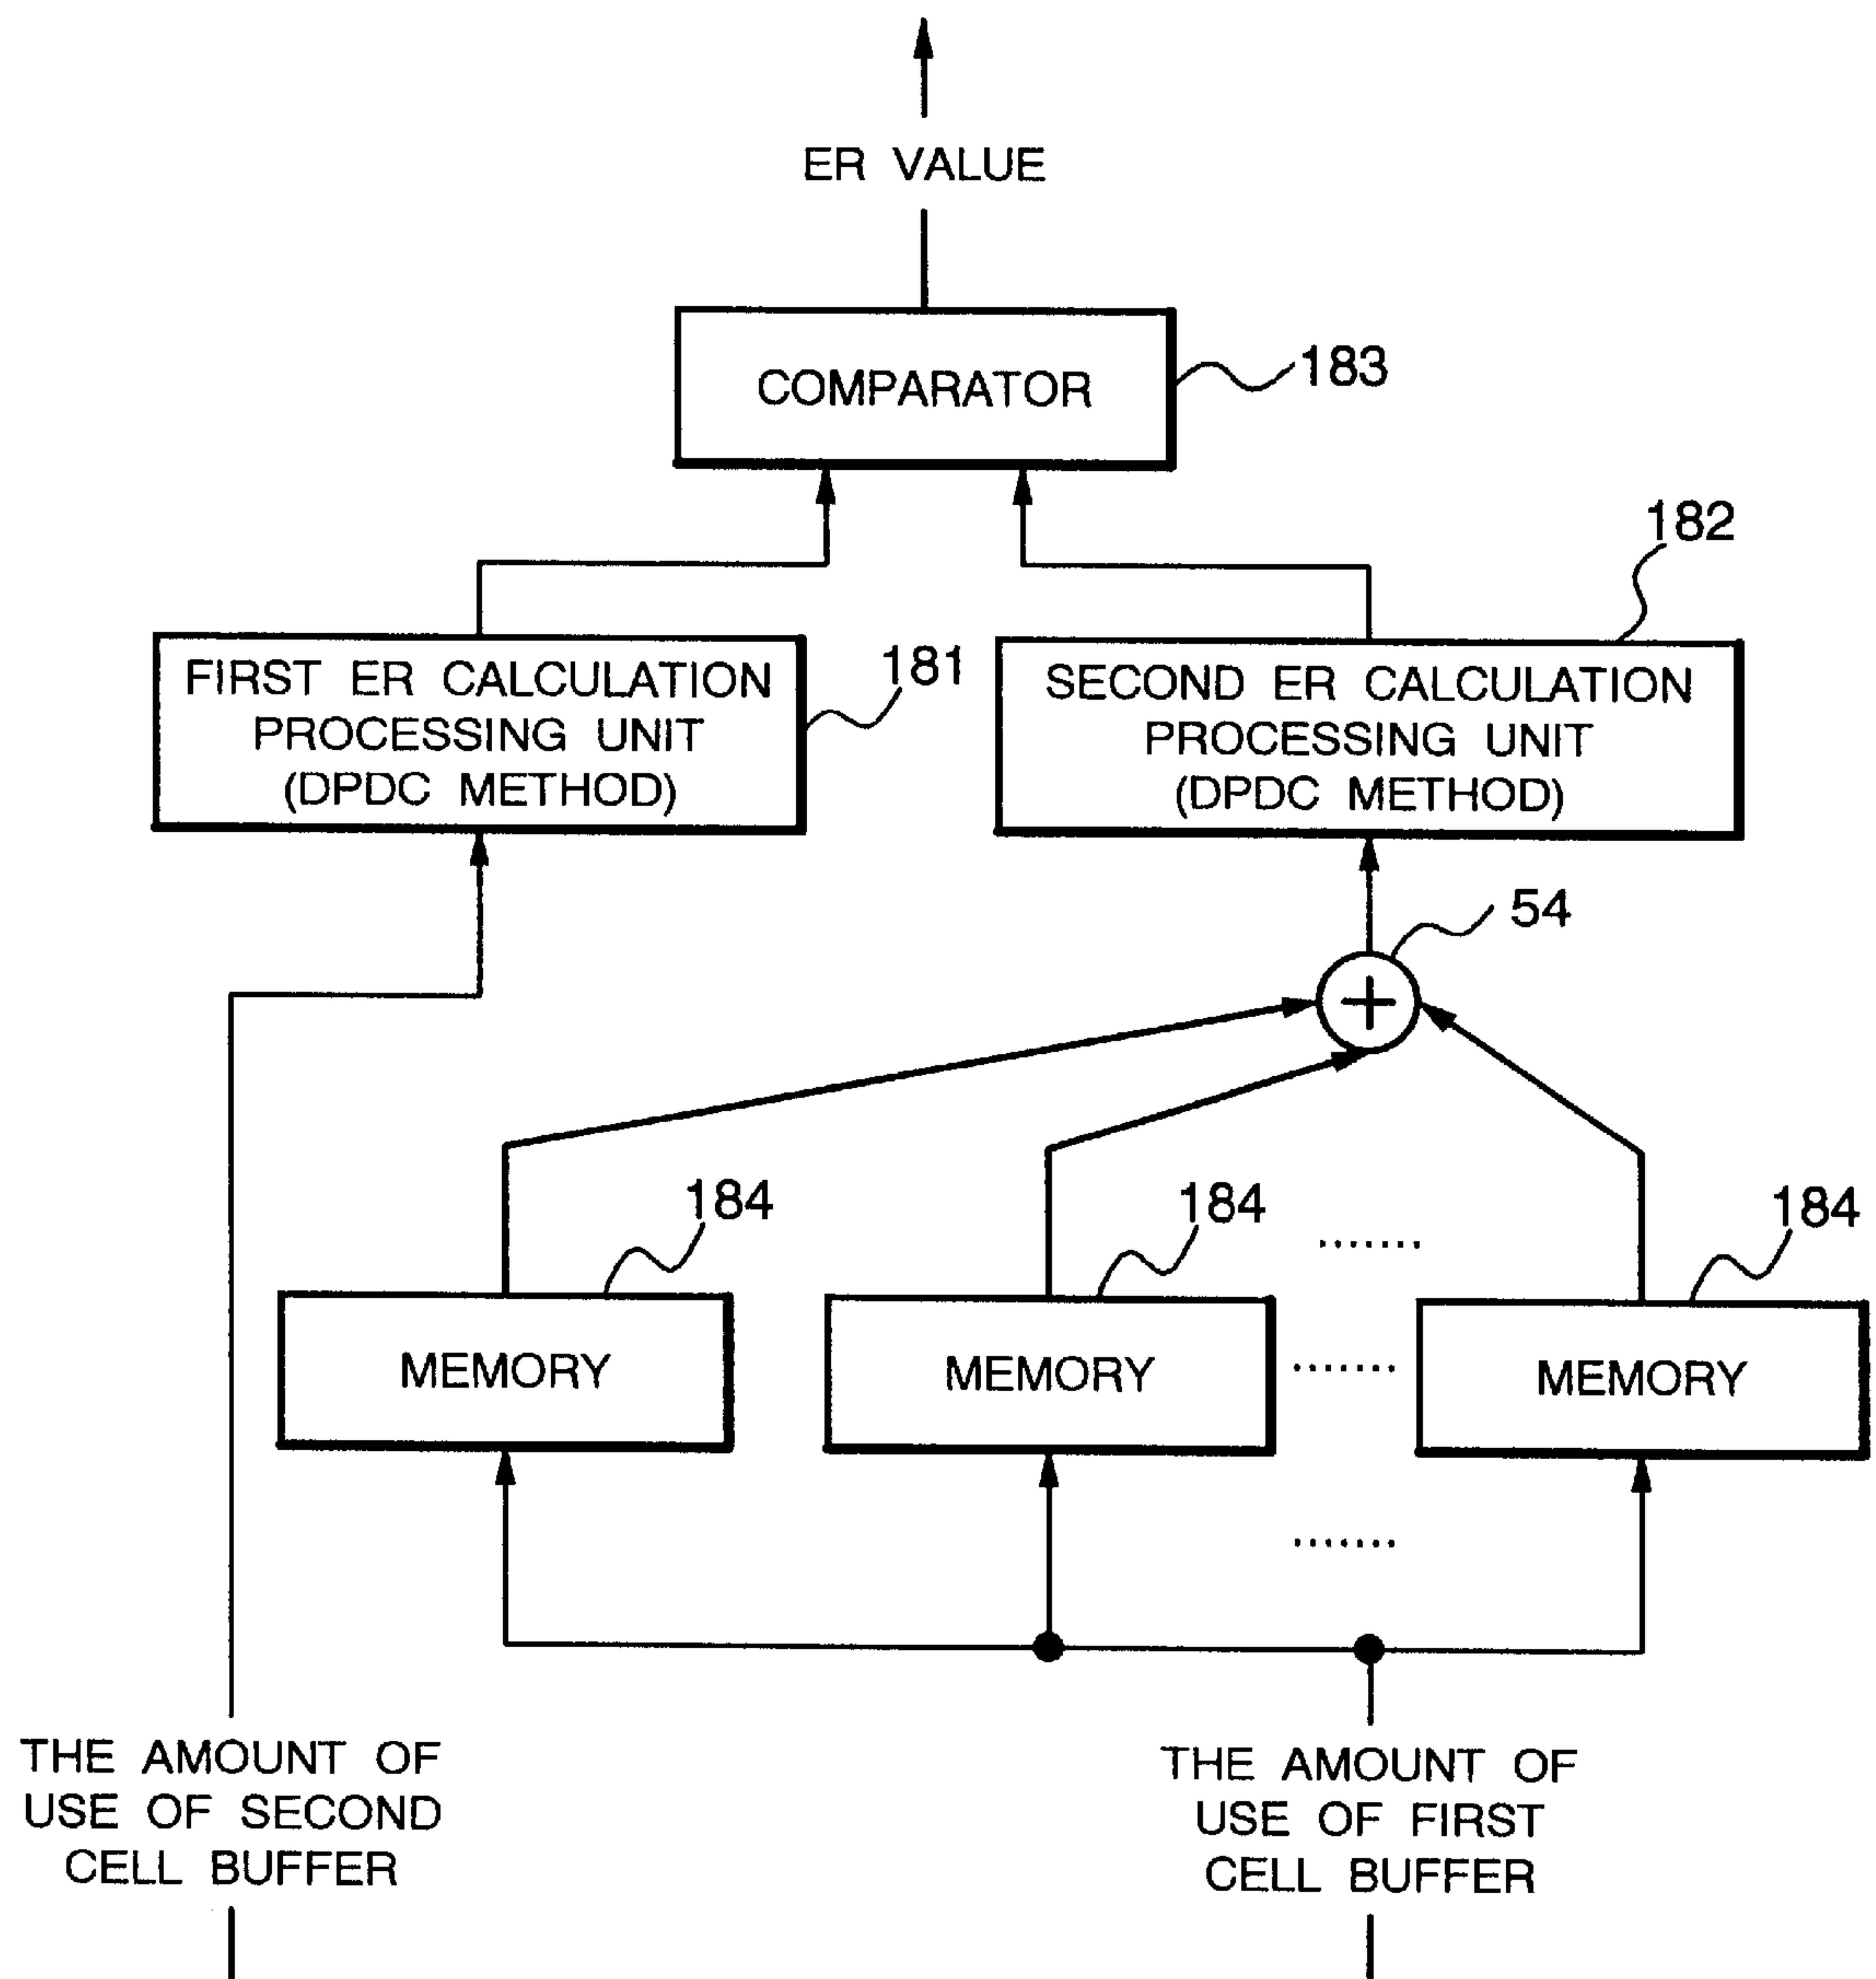 ER VALUE
COMPARATOR
183
182
FIRST ER CALCULATION
PROCESSING UNIT
(DPDC METHOD)
181
SECOND ER CALCULATION
PROCESSING UNIT
(DPDC METHOD)
54
+
184
184
.......
184
MEMORY
MEMORY
.......
MEMORY
.......
THE AMOUNT OF
USE OF SECOND
CELL BUFFER
THE AMOUNT OF
USE OF FIRST
CELL BUFFER